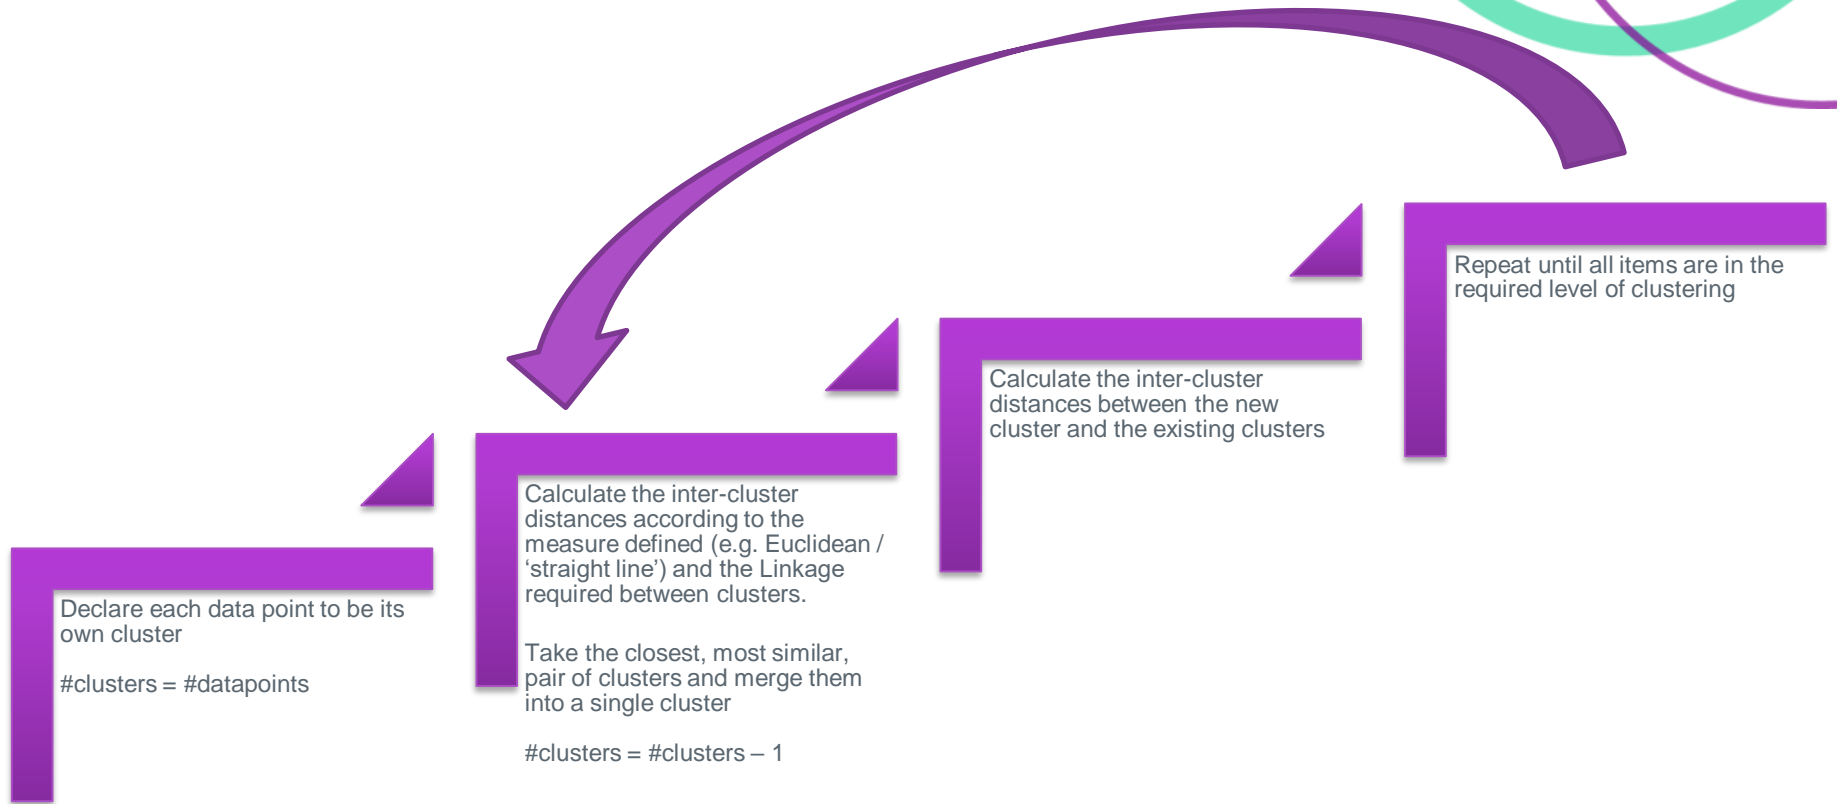 Declare each data point to be its
own cluster
#clusters = #datapoints
Calculate the inter-cluster
distances according to the
measure defined (e.g. Euclidean /
‘straight line’) and the Linkage
required between clusters.
Take the closest, most similar,
pair of clusters and merge them
into a single cluster
#clusters = #clusters – 1
Calculate the inter-cluster
distances between the new
cluster and the existing clusters
Repeat until all items are in the
required level of clustering